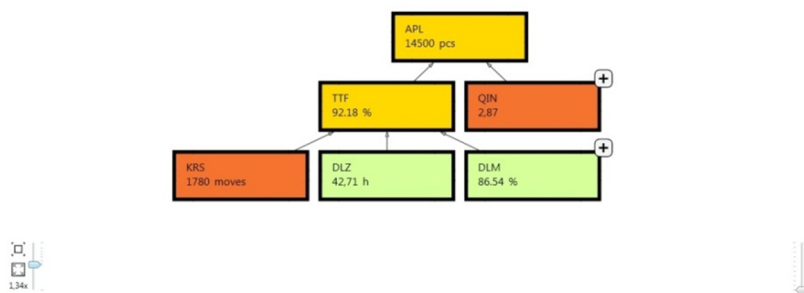 APL
14500 pcs
TTF
92.18 %
QIN
2,87
KRS
1780 moves
DLZ
42,71 h
DLM
86.54 %
1,34x